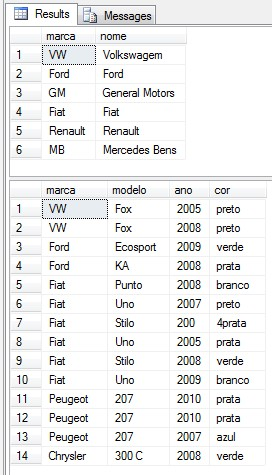 Results Messages
marca nome
1 VW Volkswagem
2 Ford Ford
3 GM General Motors
4 Fiat Fiat
5 Renault Renault
6 MB Mercedes Bens
marca modelo ano cor
1 VW Fox 2005 preto
2 VW Fox 2008 preto
3 Ford Ecosport 2009 verde
4 Ford KA 2008 prata
5 Fiat Punto 2008 branco
6 Fiat Uno 2007 preto
7 Fiat Stilo 200 4prata
8 Fiat Uno 2005 prata
9 Fiat Stilo 2008 verde
10 Fiat Uno 2009 branco
11 Peugeot 207 2010 prata
12 Peugeot 207 2010 prata
13 Peugeot 207 2007 azul
14 Chrysler 300 C 2008 verde